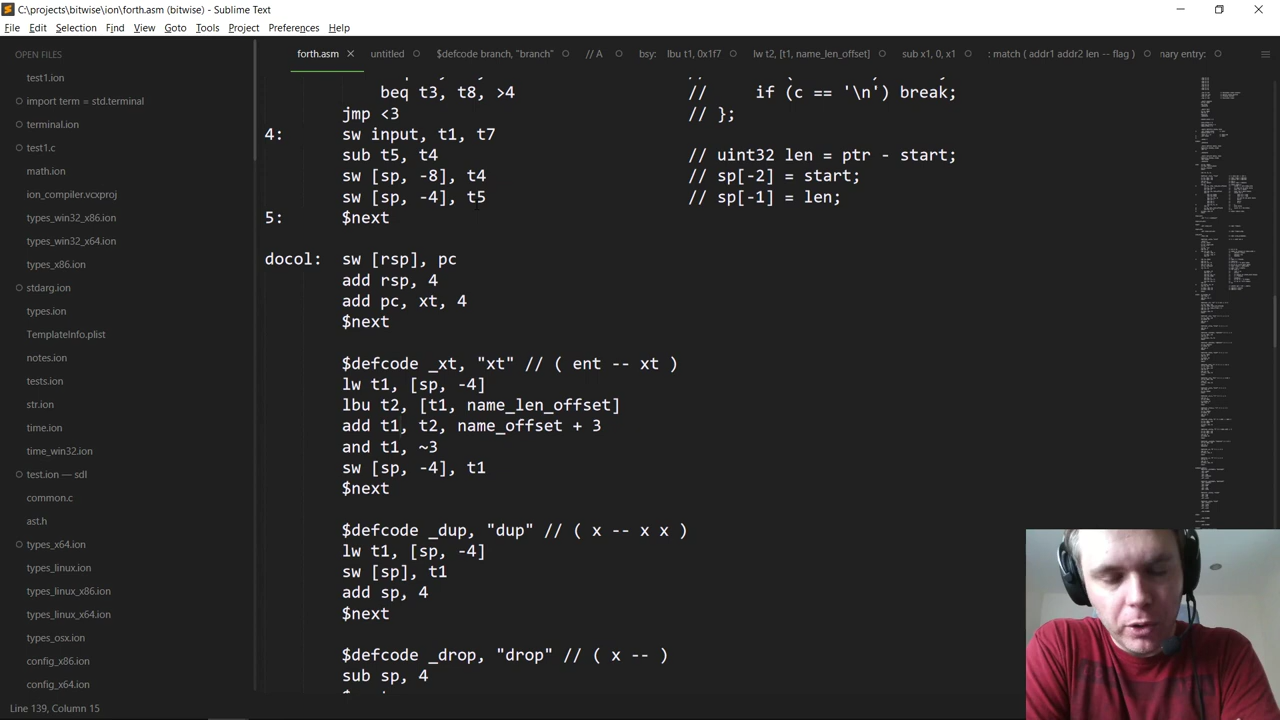 C:\projects\bitwise\ion\forth.asm (bitwise) - Sublime Text
File Edit Selection Find View Goto Tools Project Preferences Help
OPEN FILES
test1.ion
import term = std.terminal
terminal.ion
test1.c
math.ion
ion_compiler.vcxproj
types_win32_x86.ion
types_win32_x64.ion
types_x86.ion
stdarg.ion
types.ion
TemplateInfo.plist
notes.ion
tests.ion
str.ion
time.ion
time_win32.ion
test.ion — sdl
common.c
ast.h
types_x64.ion
types_linux.ion
types_linux_x86.ion
types_linux_x64.ion
types_osx.ion
config_x86.ion
config_x64.ion
forth.asm untitled $defcode branch, "branch" // A bsy: lbu t1, 0x1f7 lw t2, [t1, name_len_offset] sub x1, 0, x1 : match ( addr1 addr2 len -- flag ) nary entry:
beq t3, t8, >4 // if (c == '\n') break;
jmp <3 // };
4: sw input, t1, t7
sub t5, t4 // uint32 len = ptr - start;
sw [sp, -8], t4 // sp[-2] = start;
sw [sp, -4], t5 // sp[-1] = len;
5: $next
docol: sw [rsp], pc
add rsp, 4
add pc, xt, 4
$next
$defcode _xt, "xt" // ( ent -- xt )
lw t1, [sp, -4]
lbu t2, [t1, name_len_offset]
add t1, t2, name_offset + 3
and t1, ~3
sw [sp, -4], t1
$next
$defcode _dup, "dup" // ( x -- x x )
lw t1, [sp, -4]
sw [sp], t1
add sp, 4
$next
$defcode _drop, "drop" // ( x -- )
sub sp, 4
Line 139, Column 15